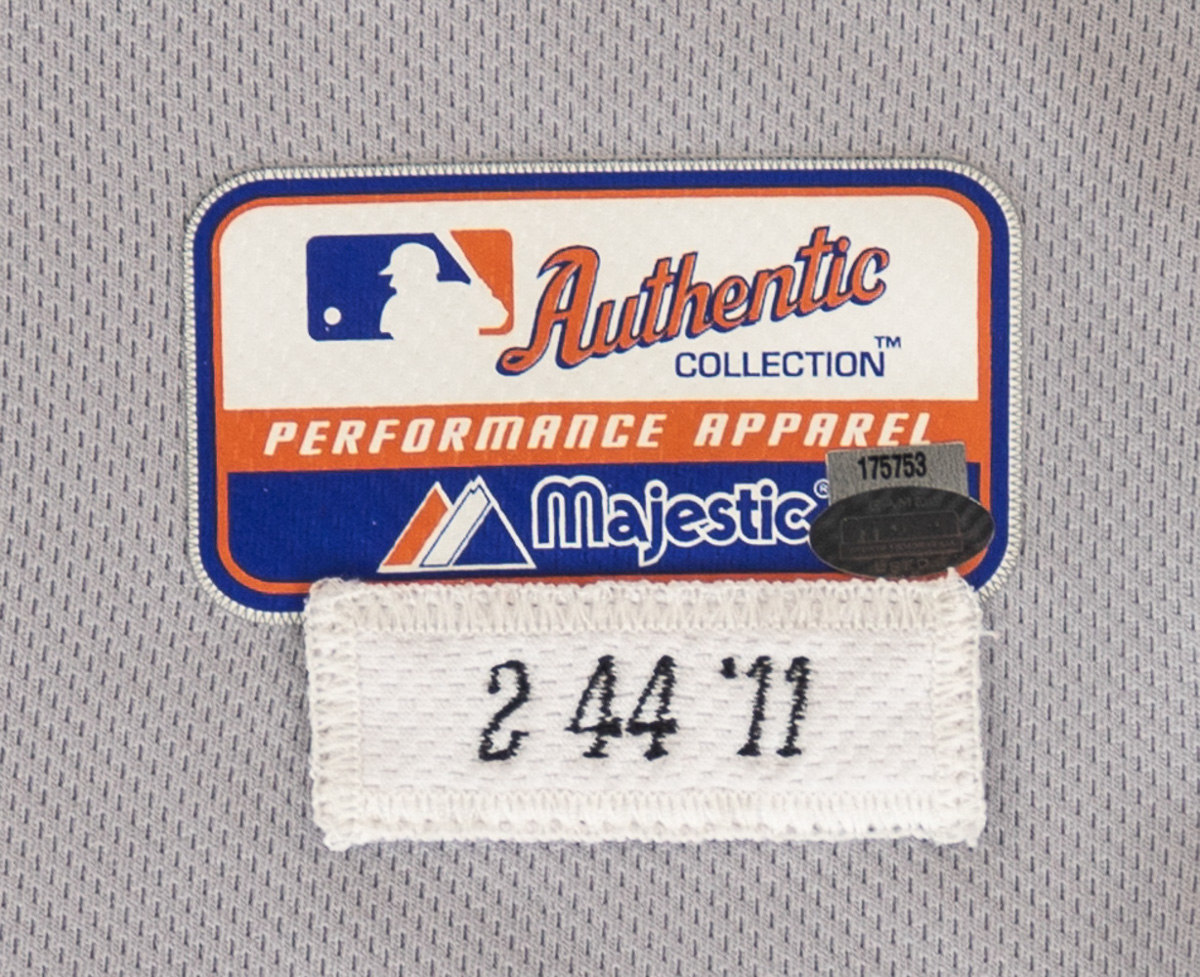 Authentic
COLLECTION™
PERFORMANCE APPAREL
175753
Majestic®
2 44 '11